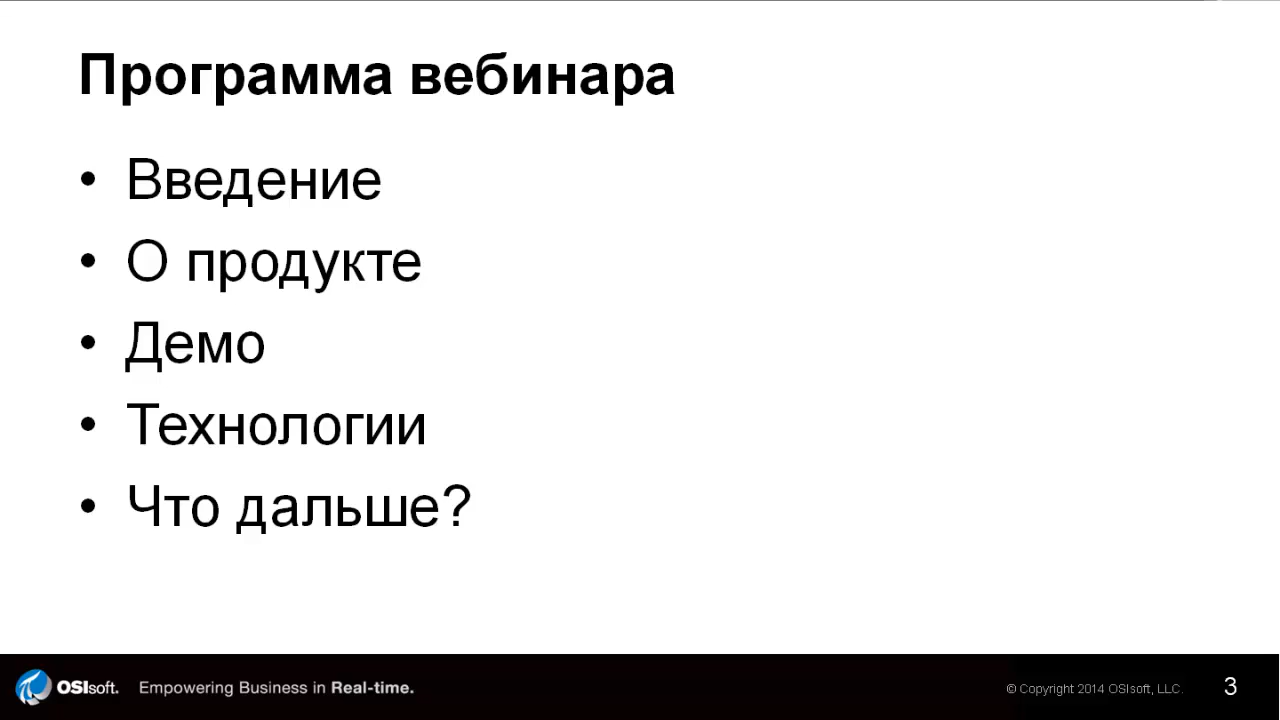 Программа вебинара
• Введение
• О продукте
• Демо
• Технологии
• Что дальше?
OSIsoft. Empowering Business in Real-time. © Copyright 2014 OSIsoft, LLC. 3